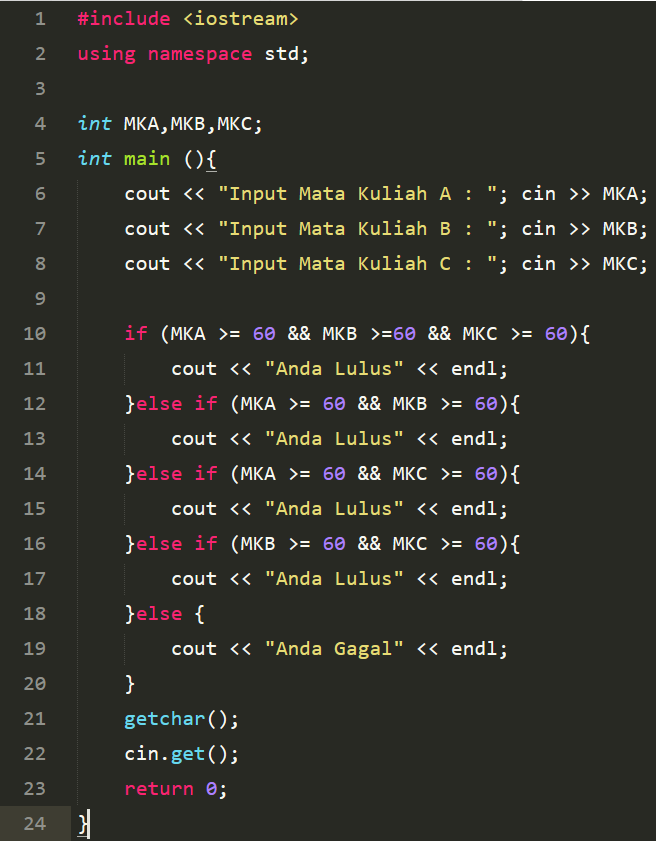 1 #include <iostream>
2 using namespace std;
3
4 int MKA,MKB,MKC;
5 int main (){
6     cout << "Input Mata Kuliah A : "; cin >> MKA;
7     cout << "Input Mata Kuliah B : "; cin >> MKB;
8     cout << "Input Mata Kuliah C : "; cin >> MKC;
9
10     if (MKA >= 60 && MKB >=60 && MKC >= 60){
11         cout << "Anda Lulus" << endl;
12     }else if (MKA >= 60 && MKB >= 60){
13         cout << "Anda Lulus" << endl;
14     }else if (MKA >= 60 && MKC >= 60){
15         cout << "Anda Lulus" << endl;
16     }else if (MKB >= 60 && MKC >= 60){
17         cout << "Anda Lulus" << endl;
18     }else {
19         cout << "Anda Gagal" << endl;
20     }
21     getchar();
22     cin.get();
23     return 0;
24 }